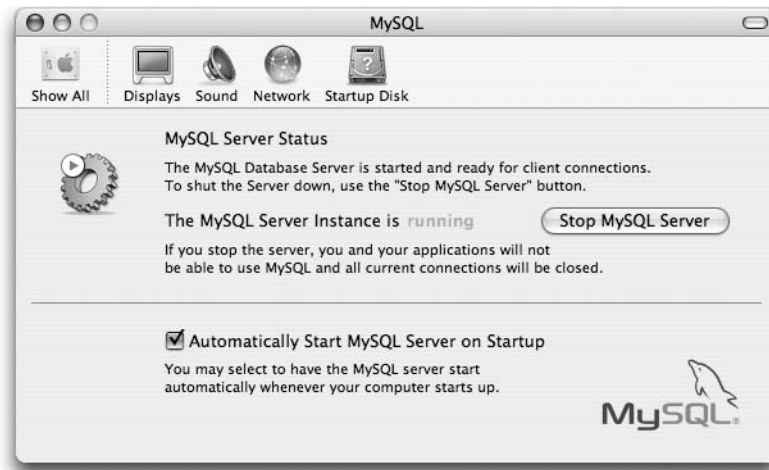 MySQL
Show All Displays Sound Network Startup Disk
MySQL Server Status
The MySQL Database Server is started and ready for client connections.
To shut the Server down, use the "Stop MySQL Server" button.
The MySQL Server Instance is running Stop MySQL Server
If you stop the server, you and your applications will not
be able to use MySQL and all current connections will be closed.
Automatically Start MySQL Server on Startup
You may select to have the MySQL server start
automatically whenever your computer starts up.
MySQL®